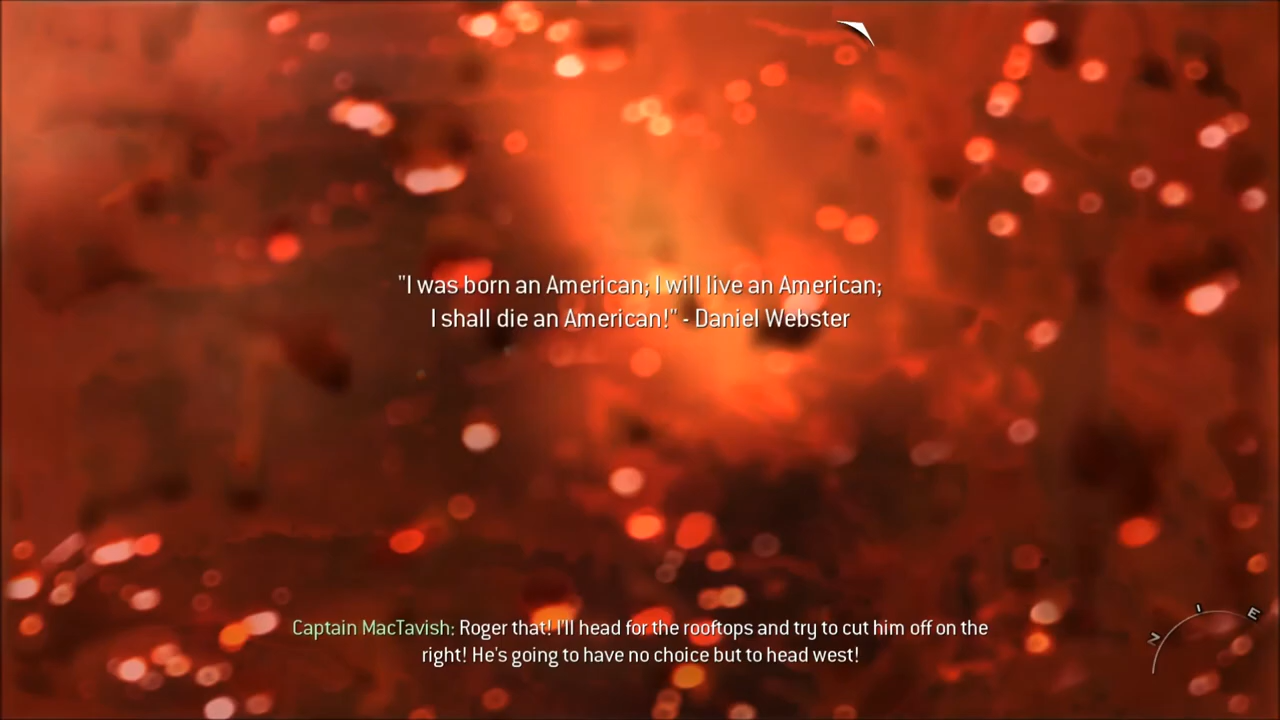 "I was born an American; I will live an American;
I shall die an American!" - Daniel Webster
Captain MacTavish: Roger that! I'll head for the rooftops and try to cut him off on the
right! He's going to have no choice but to head west!
N
E